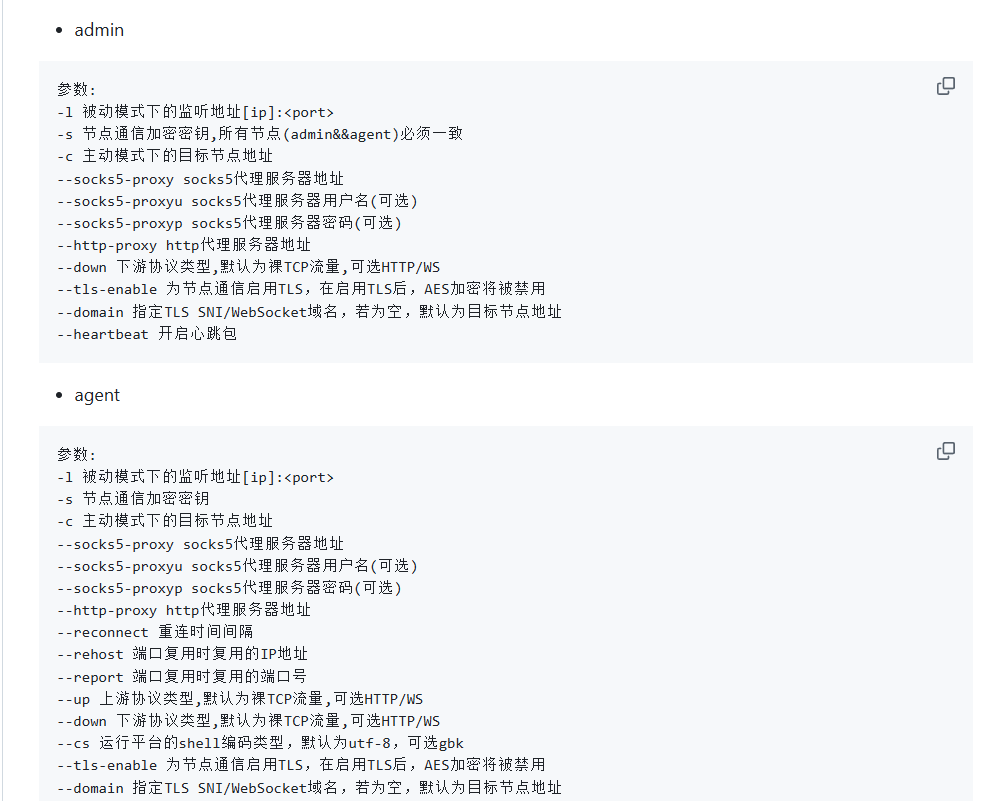 admin
参数:
-l 被动模式下的监听地址[ip]:<port>
-s 节点通信加密密钥,所有节点(admin&&agent)必须一致
-c 主动模式下的目标节点地址
--socks5-proxy socks5代理服务器地址
--socks5-proxyu socks5代理服务器用户名(可选)
--socks5-proxyp socks5代理服务器密码(可选)
--http-proxy http代理服务器地址
--down 下游协议类型,默认为裸TCP流量,可选HTTP/WS
--tls-enable 为节点通信启用TLS，在启用TLS后，AES加密将被禁用
--domain 指定TLS SNI/WebSocket域名，若为空，默认为目标节点地址
--heartbeat 开启心跳包
agent
参数:
-l 被动模式下的监听地址[ip]:<port>
-s 节点通信加密密钥
-c 主动模式下的目标节点地址
--socks5-proxy socks5代理服务器地址
--socks5-proxyu socks5代理服务器用户名(可选)
--socks5-proxyp socks5代理服务器密码(可选)
--http-proxy http代理服务器地址
--reconnect 重连时间间隔
--rehost 端口复用时复用的IP地址
--report 端口复用时复用的端口号
--up 上游协议类型,默认为裸TCP流量,可选HTTP/WS
--down 下游协议类型,默认为裸TCP流量,可选HTTP/WS
--cs 运行平台的shell编码类型，默认为utf-8，可选gbk
--tls-enable 为节点通信启用TLS，在启用TLS后，AES加密将被禁用
--domain 指定TLS SNI/WebSocket域名，若为空，默认为目标节点地址